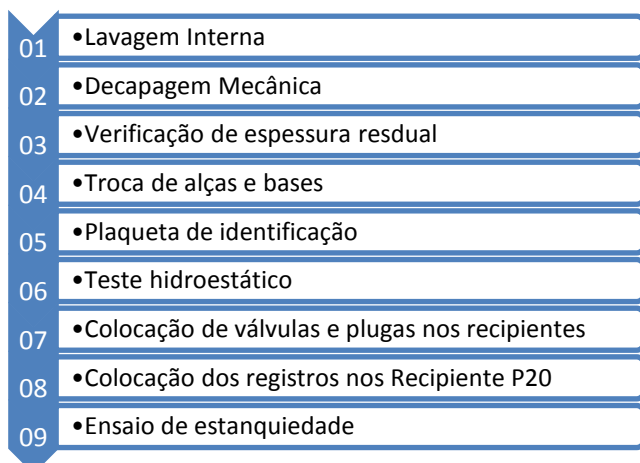 01 •Lavagem Interna
02 •Decapagem Mecânica
03 •Verificação de espessura resdual
04 •Troca de alças e bases
05 •Plaqueta de identificação
06 •Teste hidroestático
07 •Colocação de válvulas e plugas nos recipientes
08 •Colocação dos registros nos Recipiente P20
09 •Ensaio de estanquiedade